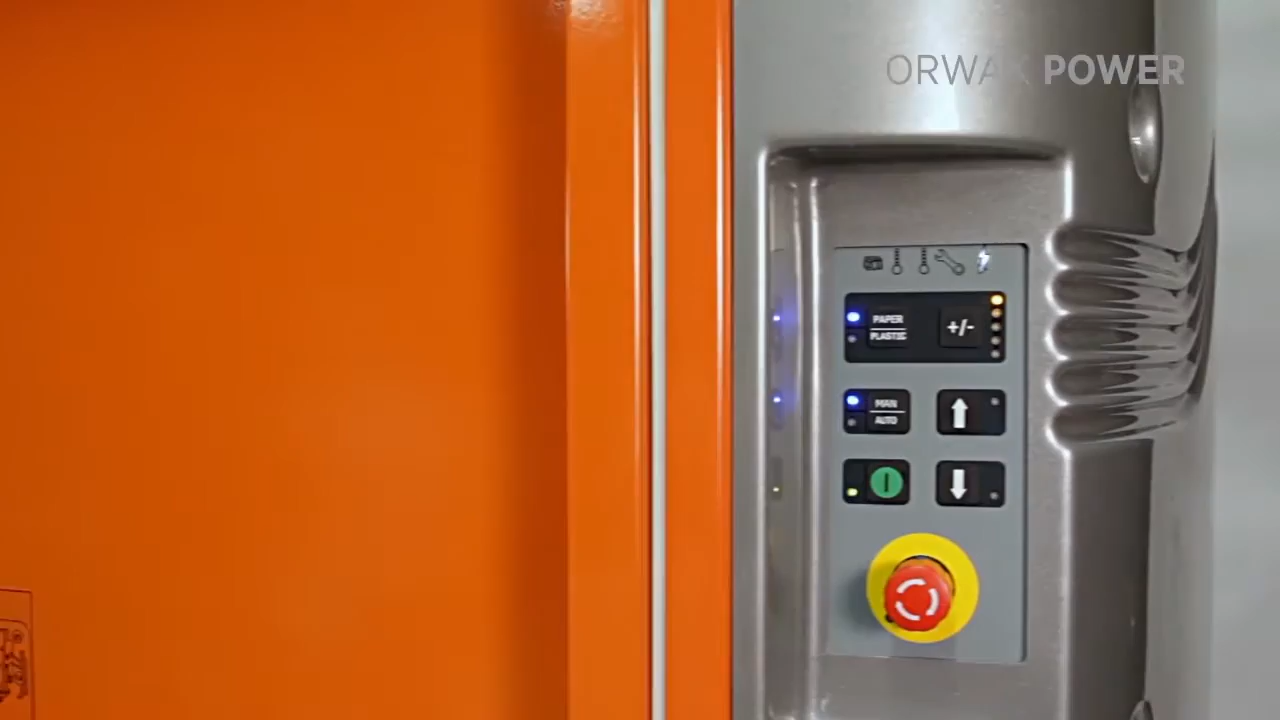 ORWAK POWER
PAPER
PLASTIC
+/-
MAN
AUTO